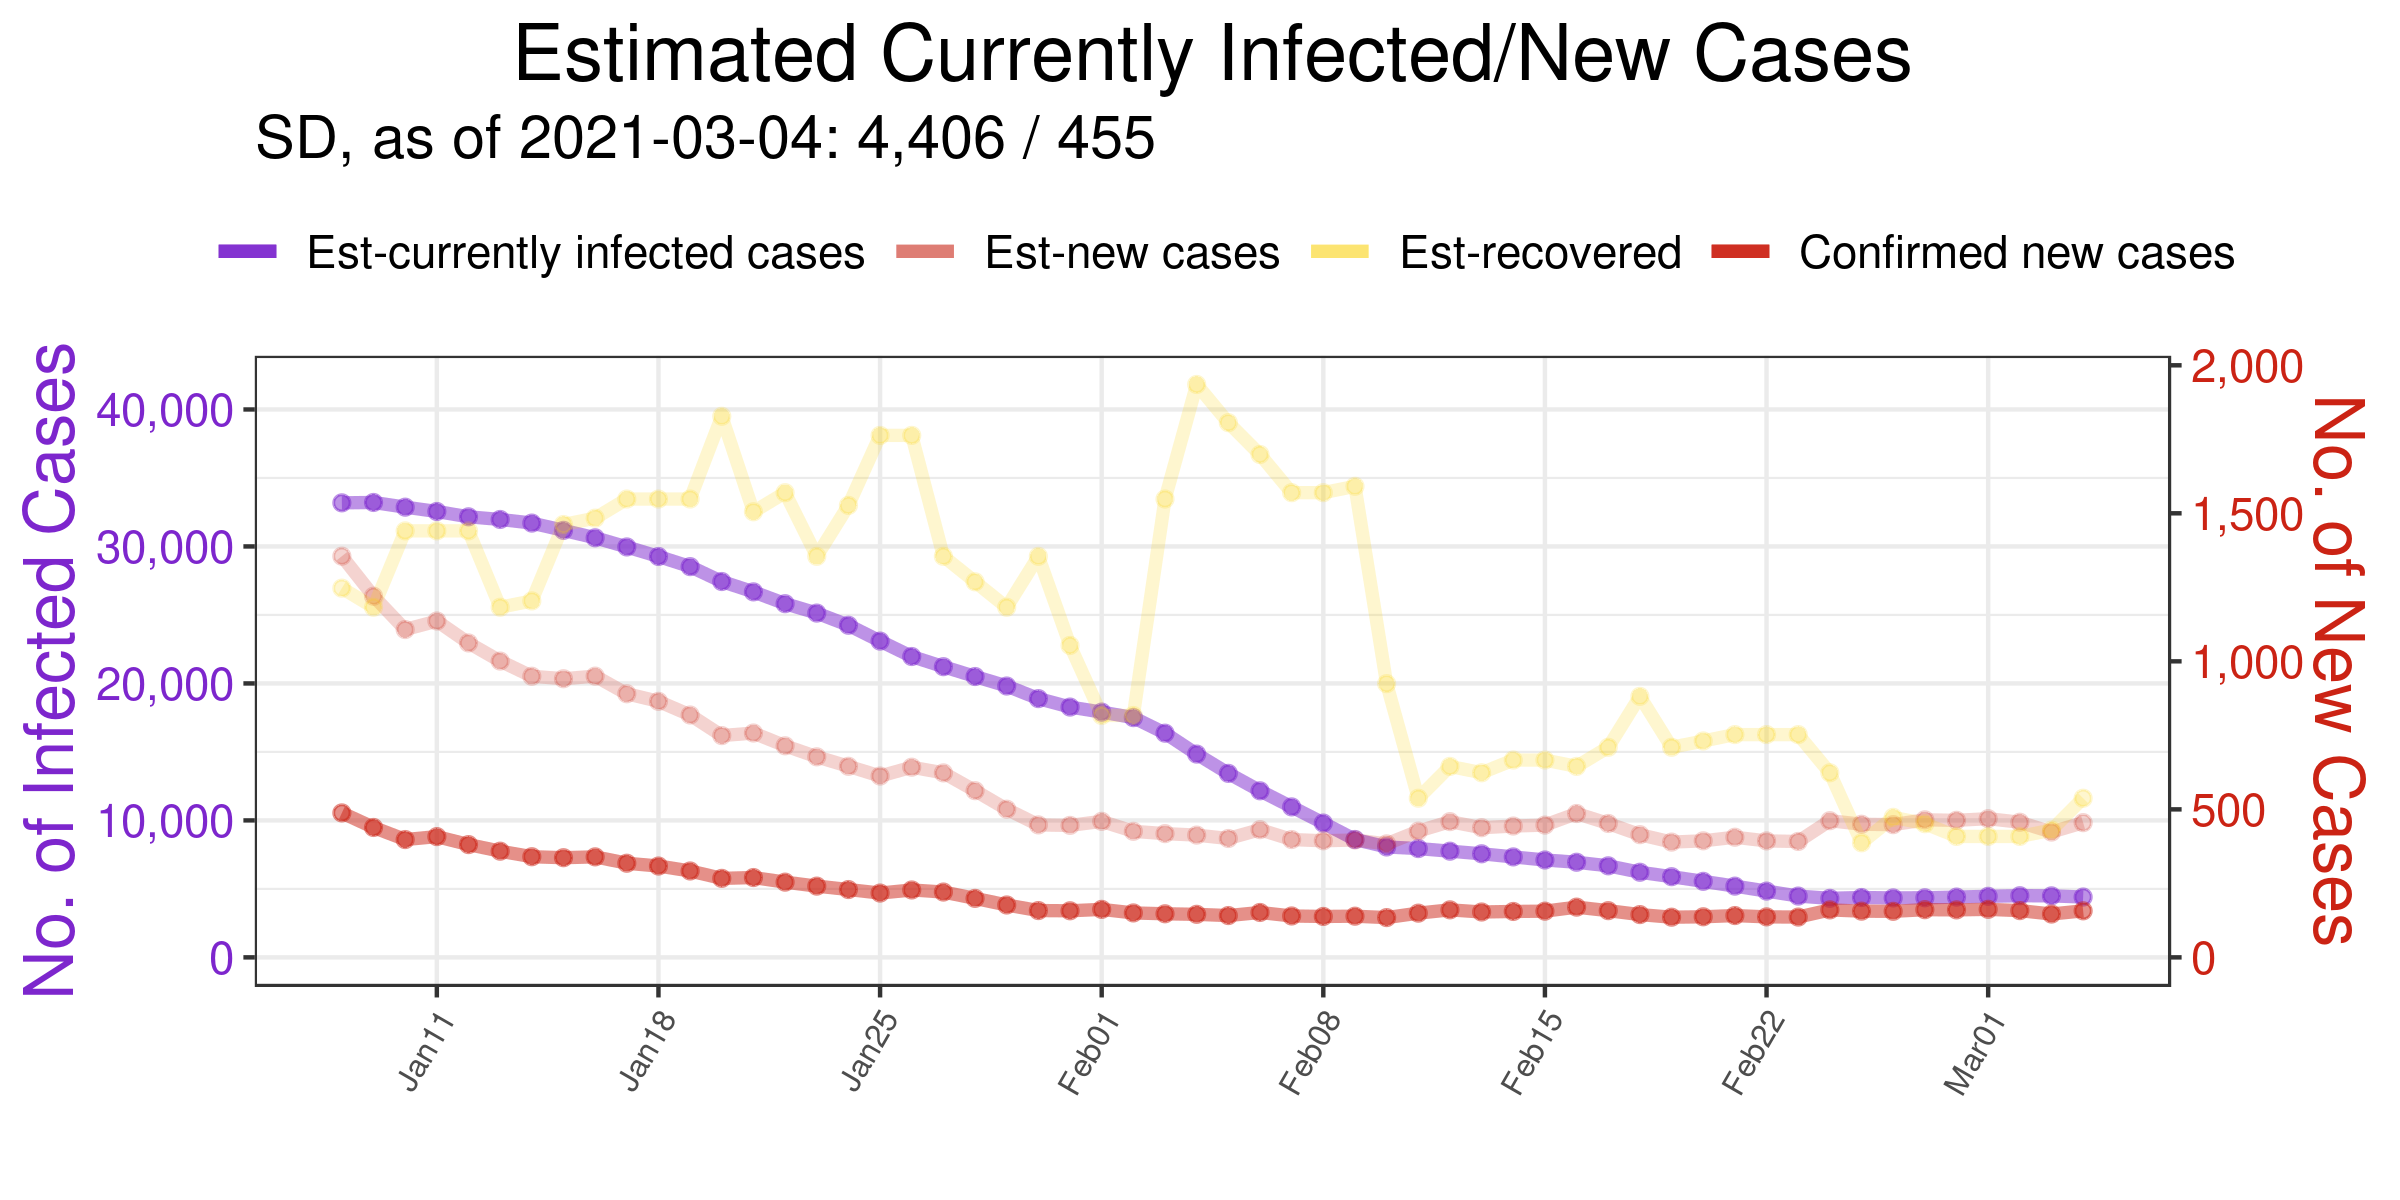 Estimated Currently Infected/New Cases
SD, as of 2021-03-04: 4,406 / 455
Est-currently infected cases Est-new cases Est-recovered Confirmed new cases
No. of Infected Cases
40,000
30,000
20,000
10,000
0
2,000
1,500
1,000
500
0
No. of New Cases
Jan11 Jan18 Jan25 Feb01 Feb08 Feb15 Feb22 Mar01